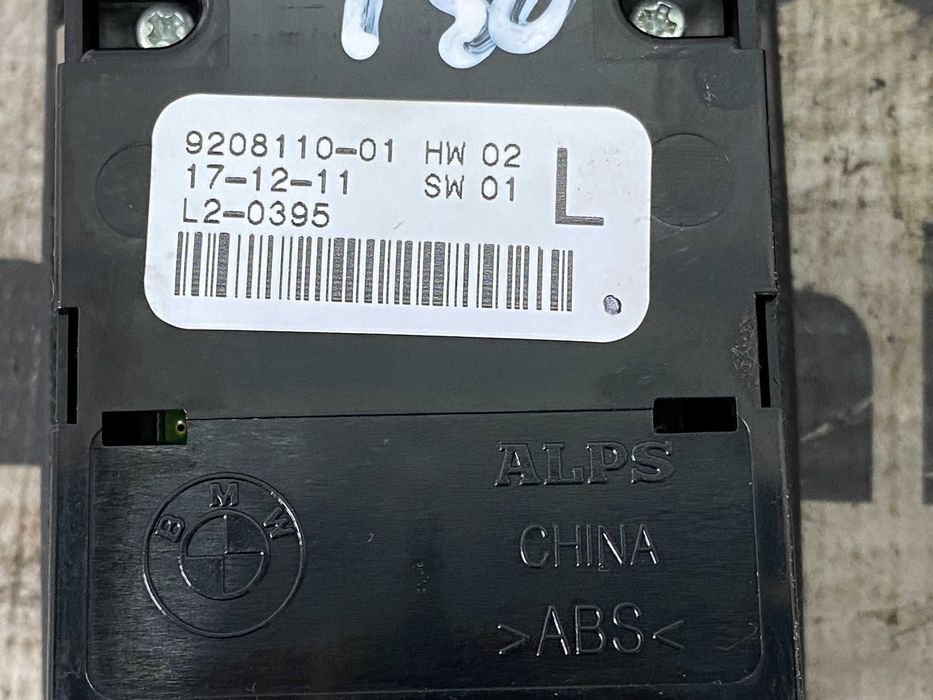 9208110-01 HW 02
17-12-11 SW 01
L2-0395
L
ALPS
BMW
CHINA
>ABS<